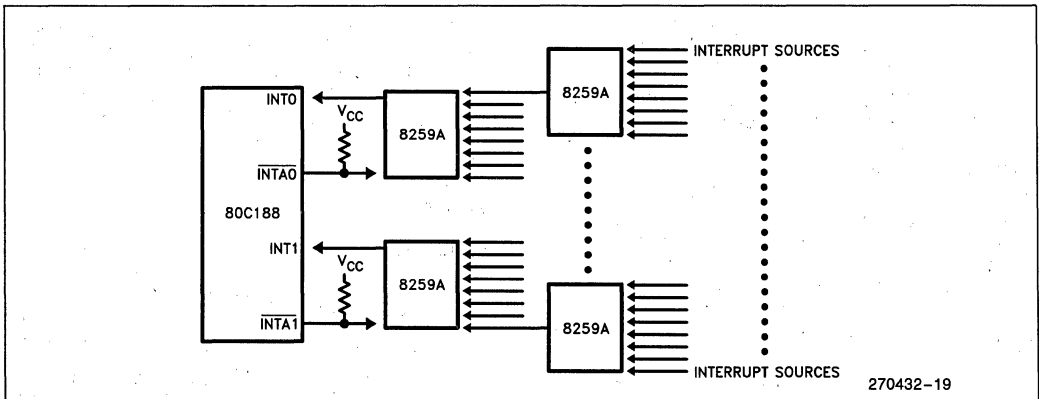 INTERRUPT SOURCES
8259A
INT0
VCC
8259A
INTA0
80C188
INT1
VCC
8259A
INTA1
8259A
INTERRUPT SOURCES
270432-19